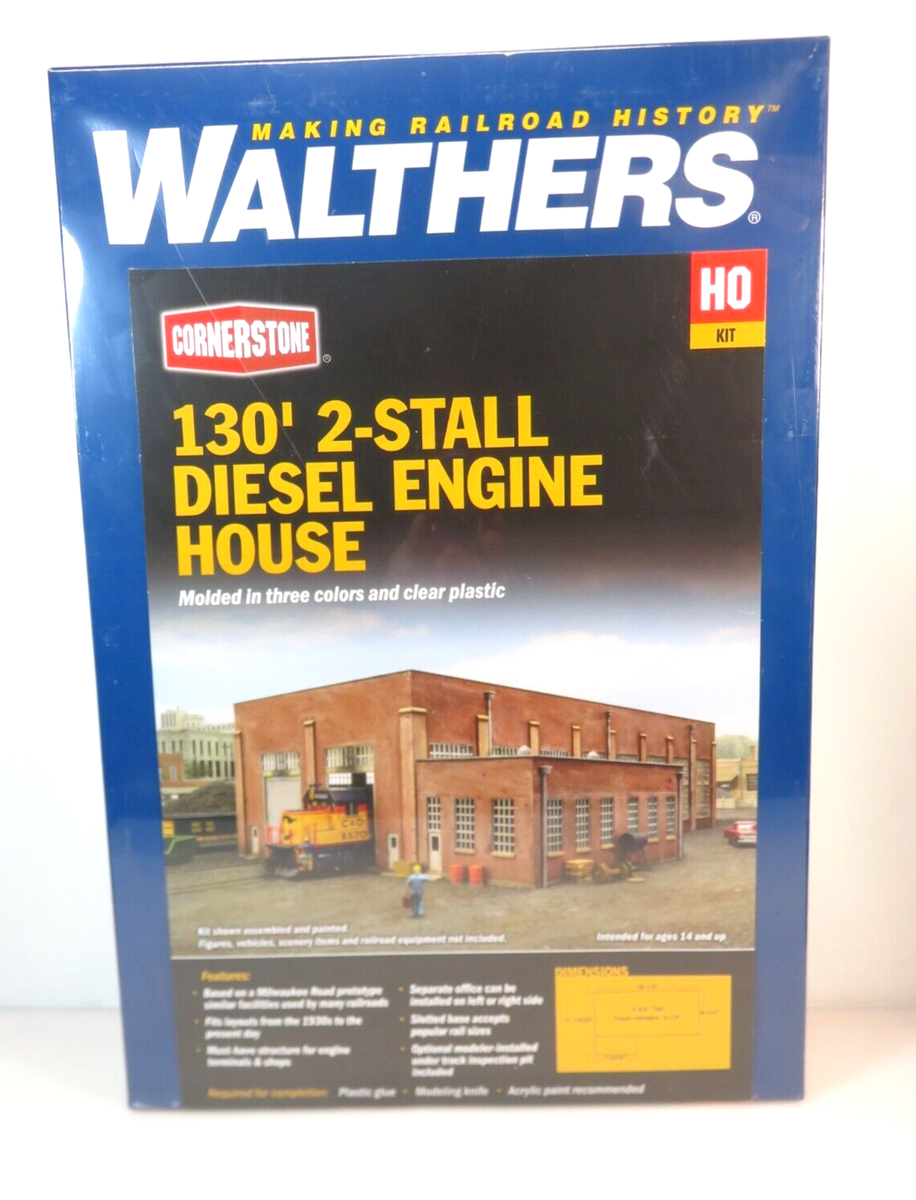 MAKING RAILROAD HISTORY™
WALTHERS®
HO
KIT
CORNERSTONE®
130' 2-STALL
DIESEL ENGINE
HOUSE
Molded in three colors and clear plastic
C&O
8570
Kit shown assembled and painted.
Figures, vehicles, scenery items and railroad equipment not included.
Intended for ages 14 and up
Features:
• Based on a Milwaukee Road prototype
similar facilities used by many railroads
• Fits layouts from the 1930s to the
present day
• Must-have structure for engine
terminals & shops
• Separate office can be
installed on left or right side
• Slotted base accepts
popular rail sizes
• Optional modeler-installed
under track inspection pit
included
DIMENSIONS
Required for completion: Plastic glue • Modeling knife • Acrylic paint recommended